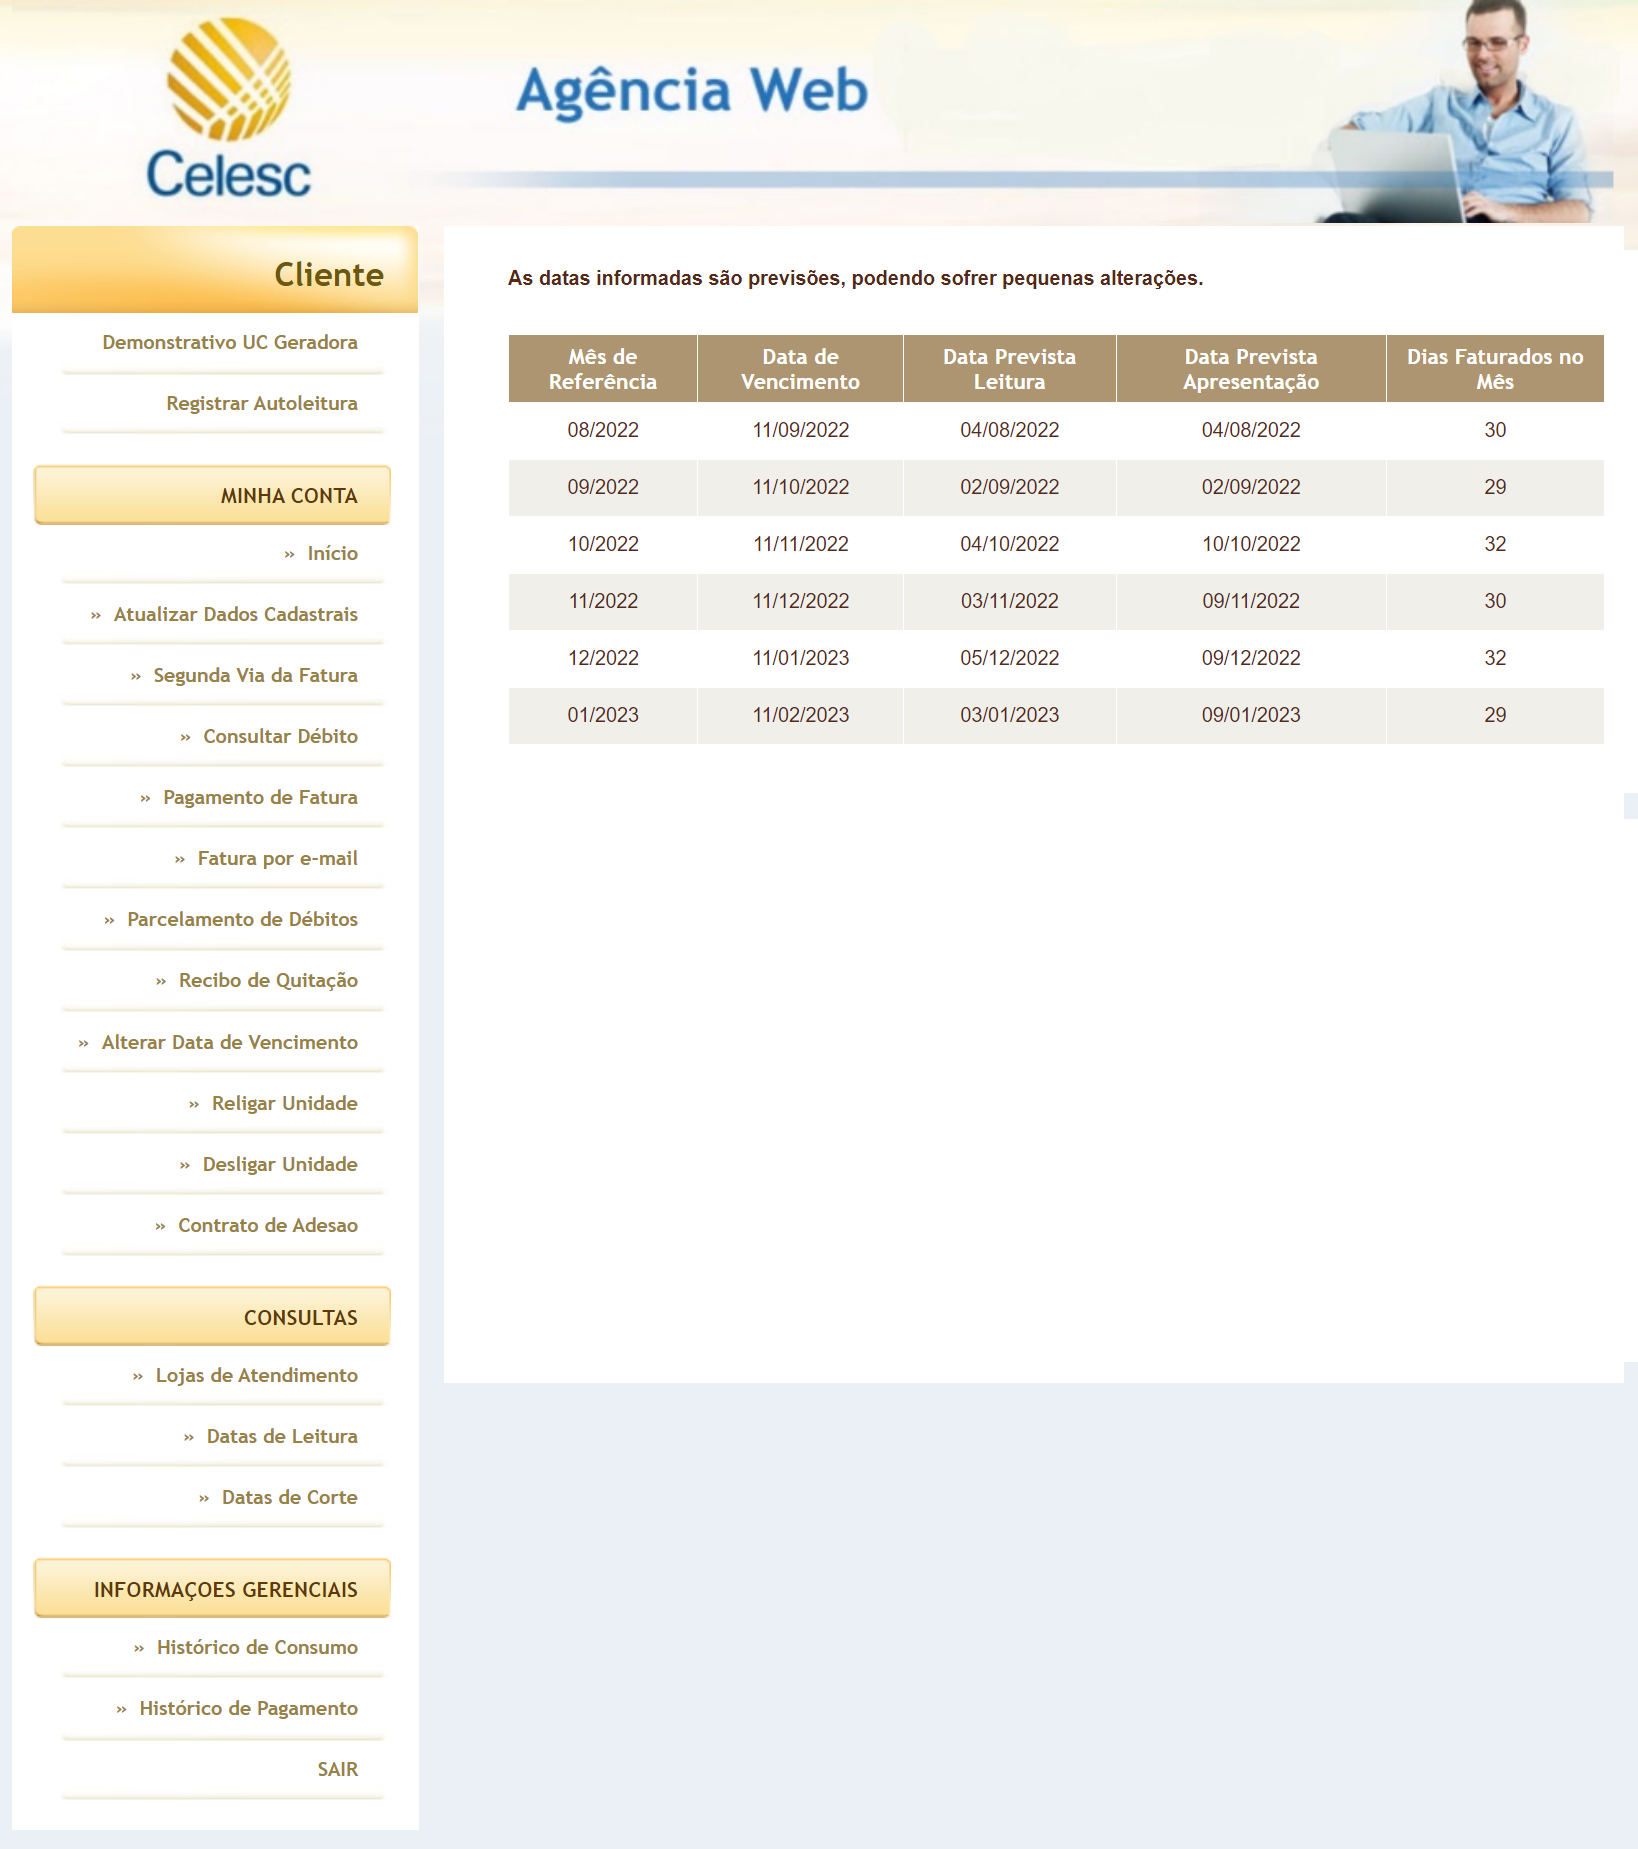 Celesc
Agência Web
Cliente
Demonstrativo UC Geradora
Registrar Autoleitura
MINHA CONTA
» Início
» Atualizar Dados Cadastrais
» Segunda Via da Fatura
» Consultar Débito
» Pagamento de Fatura
» Fatura por e-mail
» Parcelamento de Débitos
» Recibo de Quitação
» Alterar Data de Vencimento
» Religar Unidade
» Desligar Unidade
» Contrato de Adesao
CONSULTAS
» Lojas de Atendimento
» Datas de Leitura
» Datas de Corte
INFORMAÇOES GERENCIAIS
» Histórico de Consumo
» Histórico de Pagamento
SAIR
As datas informadas são previsões, podendo sofrer pequenas alterações.
Mês de Referência Data de Vencimento Data Prevista Leitura Data Prevista Apresentação Dias Faturados no Mês
08/2022 11/09/2022 04/08/2022 04/08/2022 30
09/2022 11/10/2022 02/09/2022 02/09/2022 29
10/2022 11/11/2022 04/10/2022 10/10/2022 32
11/2022 11/12/2022 03/11/2022 09/11/2022 30
12/2022 11/01/2023 05/12/2022 09/12/2022 32
01/2023 11/02/2023 03/01/2023 09/01/2023 29